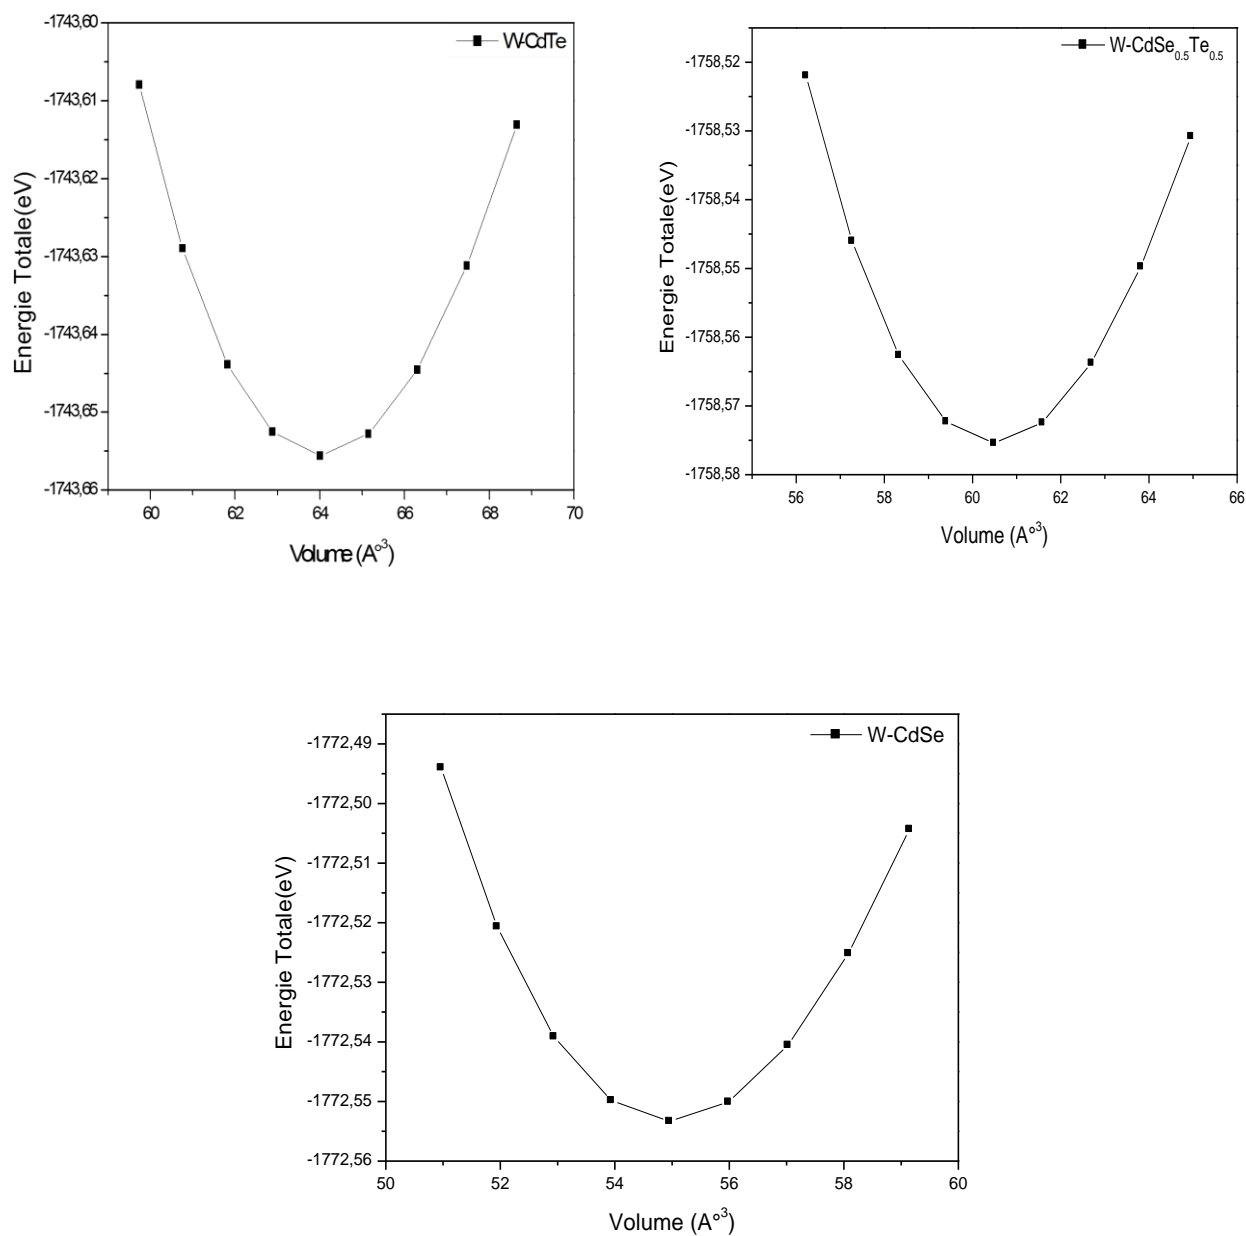 -1743,60
-1743,61
-1743,62
-1743,63
-1743,64
-1743,65
-1743,66
Energie Totale(eV)
W-CdTe
60 62 64 66 68 70
Volume (A°³)
-1758,52
-1758,53
-1758,54
-1758,55
-1758,56
-1758,57
-1758,58
Energie Totale(eV)
W-CdSe₀.₅Te₀.₅
56 58 60 62 64 66
Volume (A°³)
-1772,49
-1772,50
-1772,51
-1772,52
-1772,53
-1772,54
-1772,55
-1772,56
Energie Totale(eV)
W-CdSe
50 52 54 56 58 60
Volume (A°³)